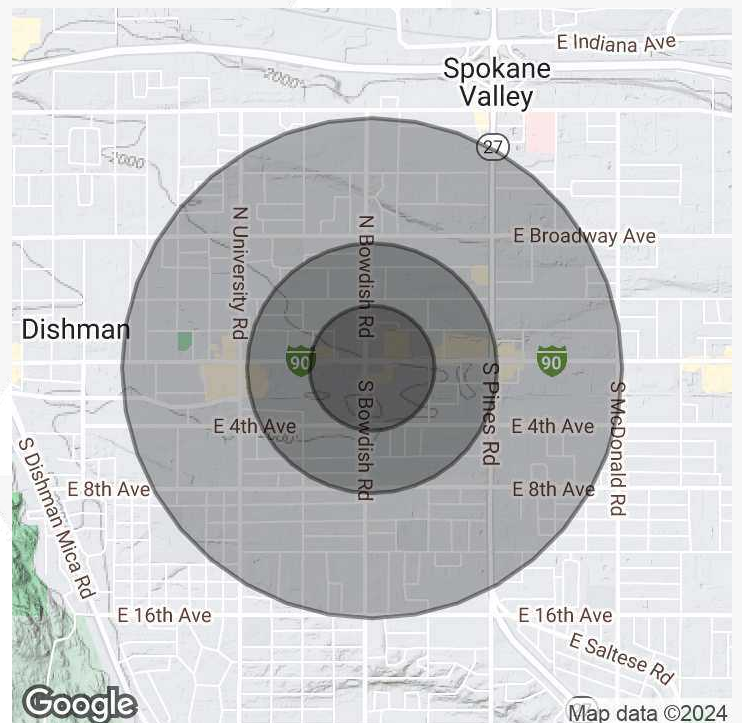 E Indiana Ave
Spokane
Valley
2000
27
2000
N University Rd
N Bowdish Rd
E Broadway Ave
Dishman
90
90
S Bowdish Rd
S Pines Rd
S McDonald Rd
E 4th Ave
E 4th Ave
S Dishman Mica Rd
E 8th Ave
E 8th Ave
E 16th Ave
E 16th Ave
E Saltese Rd
Google
Map data ©2024